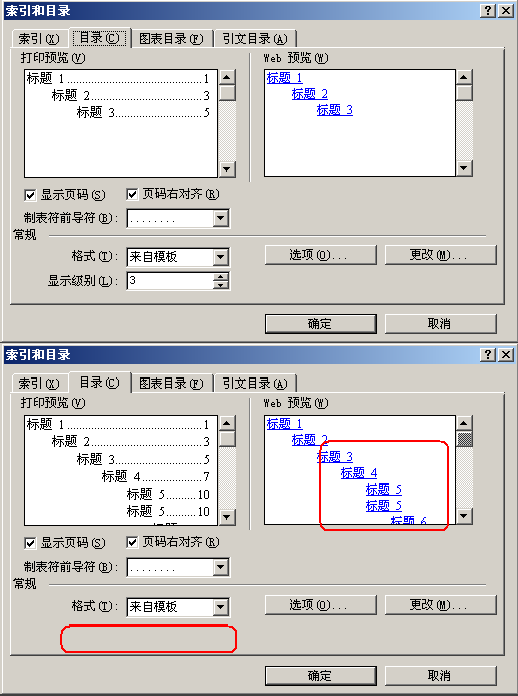 索引和目录
索引(X) 目录(C) 图表目录(F) 引文目录(A)
打印预览(V) Web 预览(W)
标题 1.................................1 标题 1
标题 2..........................3 标题 2
标题 3....................5 标题 3
显示页码(S) 页码右对齐(R)
制表符前导符(B): ........
常规
格式(T): 来自模板 选项(O)... 更改(M)...
显示级别(L): 3
确定 取消
索引和目录
索引(X) 目录(C) 图表目录(F) 引文目录(A)
打印预览(V) Web 预览(W)
标题 1.................................1 标题 1
标题 2..........................3 标题 2
标题 3....................5 标题 3
标题 4.............7 标题 4
标题 5.........10 标题 5
标题 5.........10 标题 5
标题 6
显示页码(S) 页码右对齐(R)
制表符前导符(B): ........
常规
格式(T): 来自模板 选项(O)... 更改(M)...
确定 取消